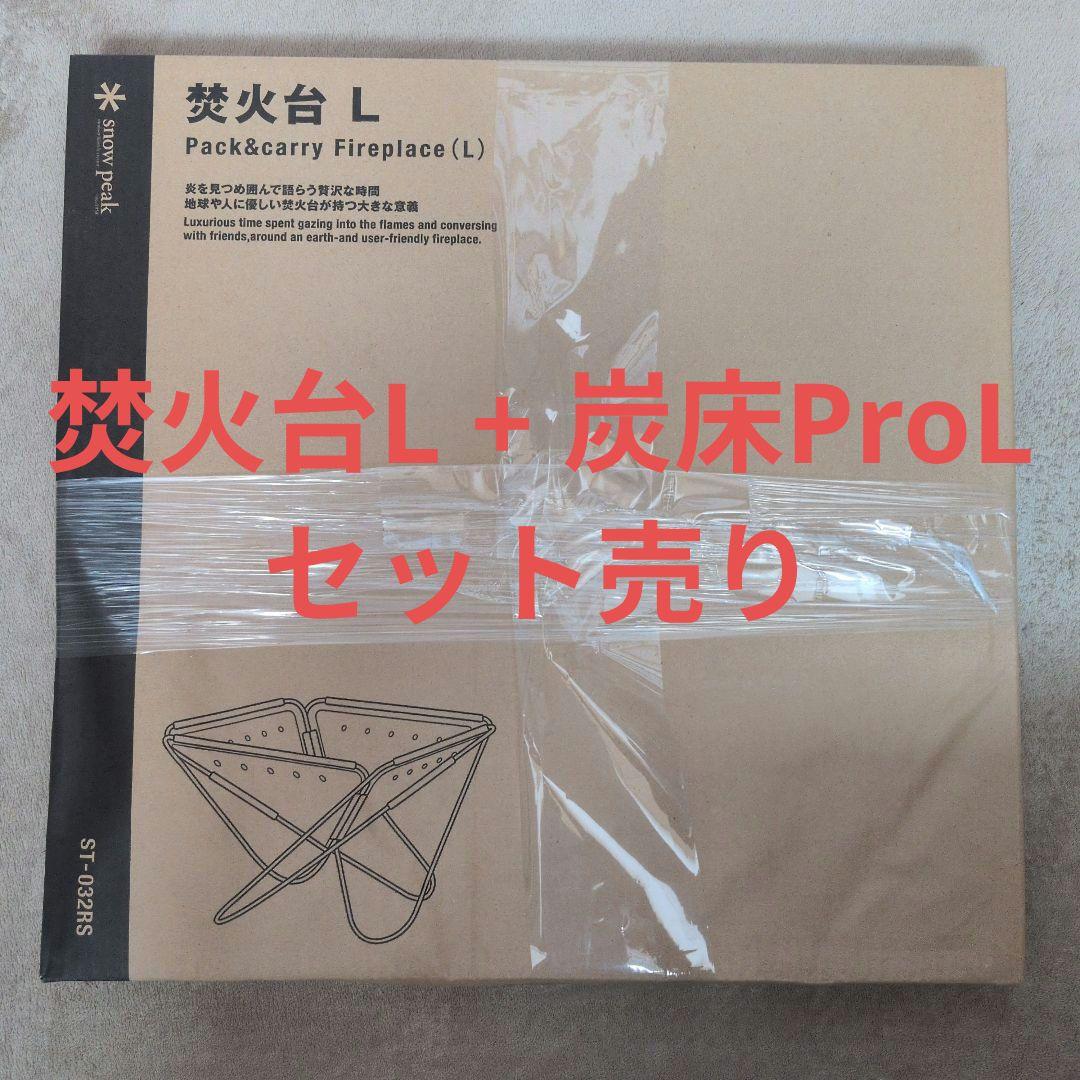 snow peak
焚火台 L
Pack&carry Fireplace(L)
炎を見つめ囲んで語らう贅沢な時間
地球や人に優しい焚火台が持つ大きな意義
Luxurious time spent gazing into the flames and conversing
with friends,around an earth-and user-friendly fireplace.
焚火台L + 炭床ProL
セット売り
ST-032RS